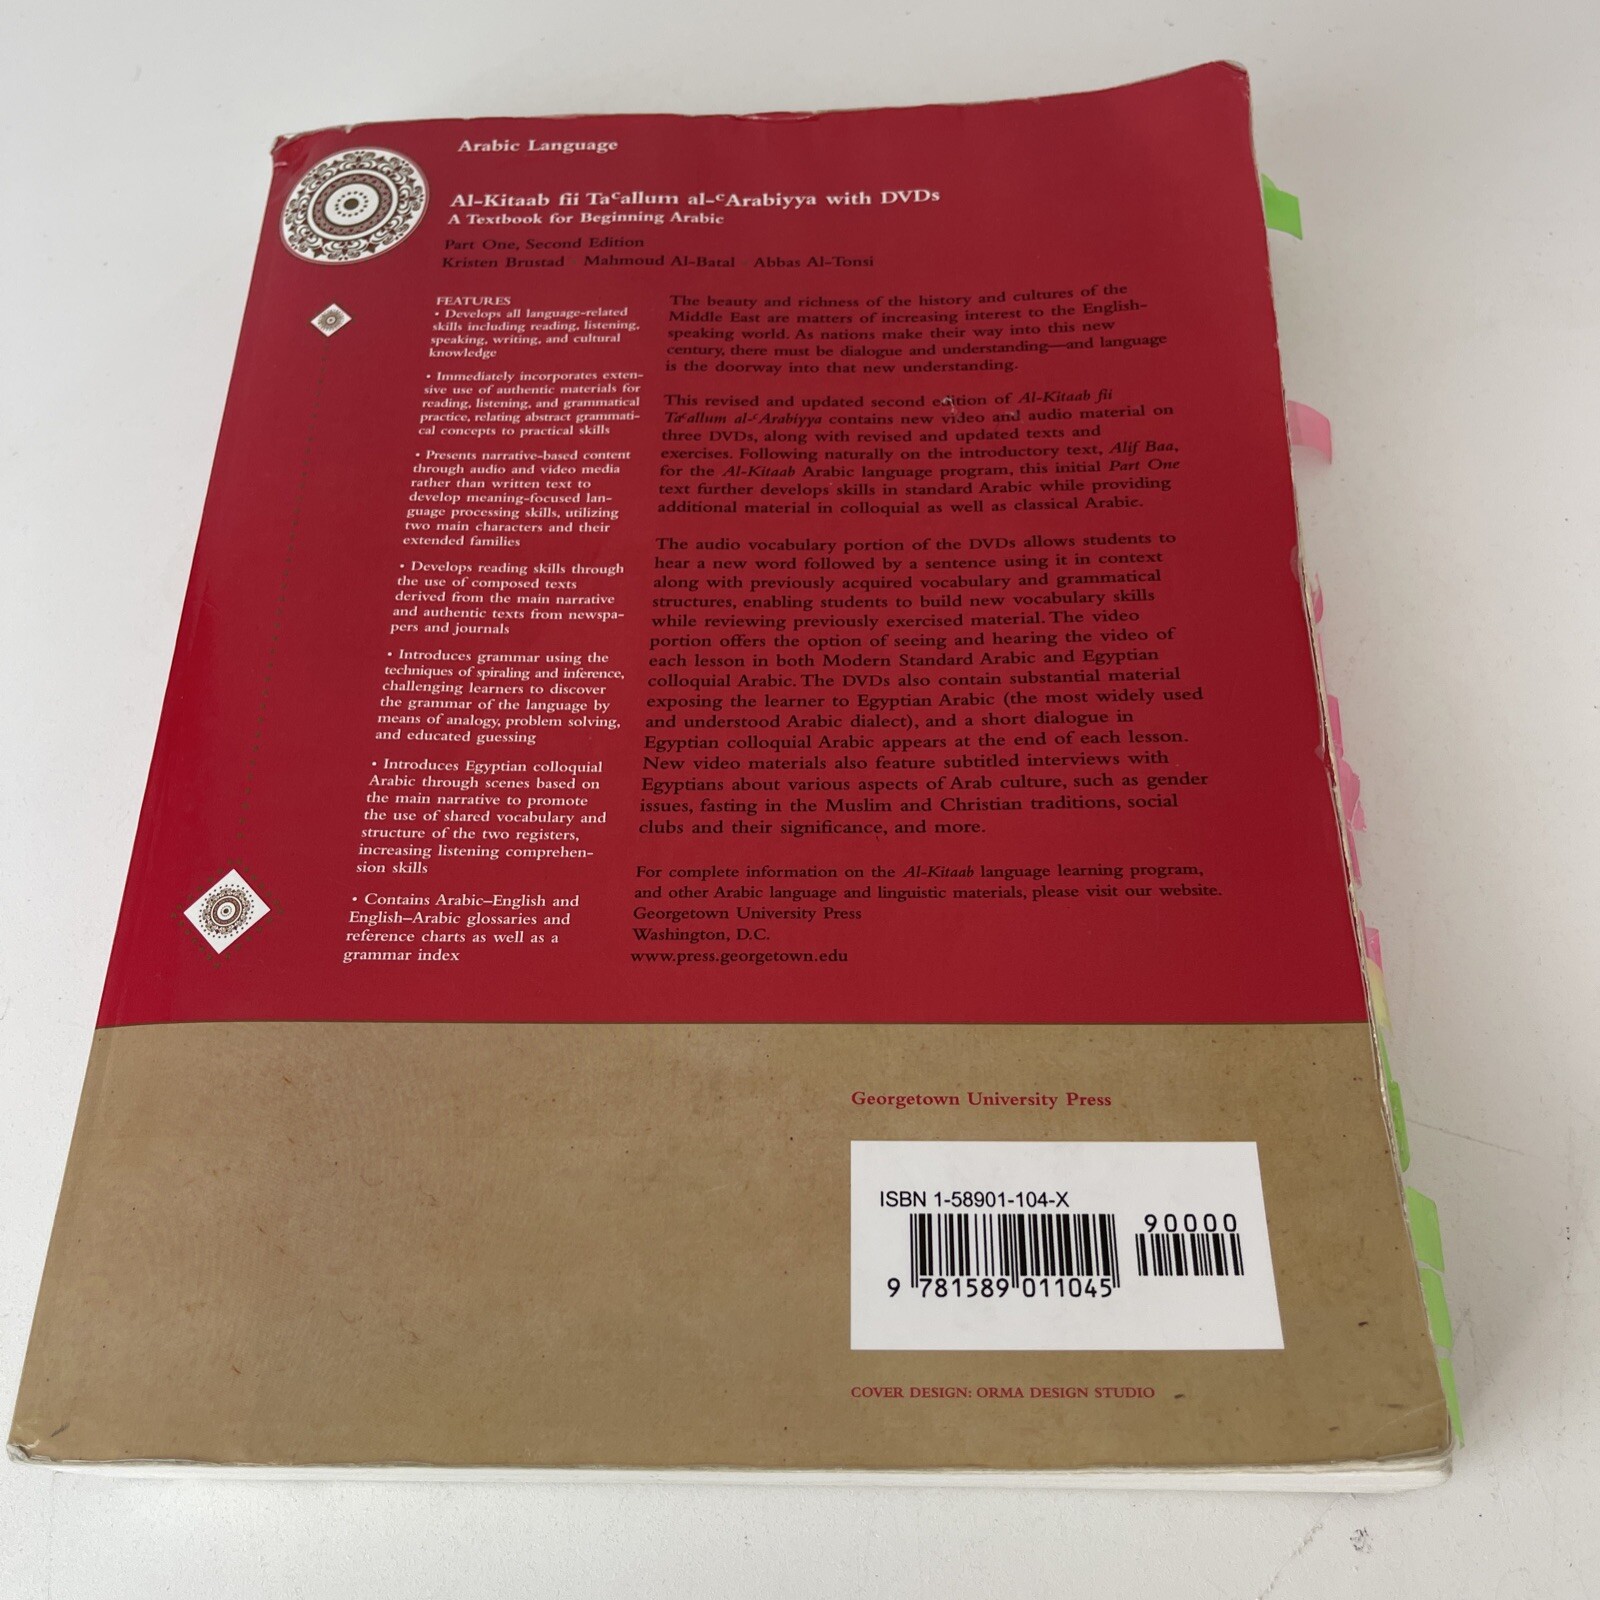 Arabic Language
Al-Kitaab fii Taᶜallum al-ᶜArabiyya with DVDs
A Textbook for Beginning Arabic
Part One, Second Edition
Kristen Brustad Mahmoud Al-Batal Abbas Al-Tonsi
FEATURES
• Develops all language-related
skills including reading, listening,
speaking, writing, and cultural
knowledge
• Immediately incorporates exten-
sive use of authentic materials for
reading, listening, and grammatical
practice, relating abstract grammati-
cal concepts to practical skills
• Presents narrative-based content
through audio and video media
rather than written text to
develop meaning-focused lan-
guage processing skills, utilizing
two main characters and their
extended families
• Develops reading skills through
the use of composed texts
derived from the main narrative
and authentic texts from newspa-
pers and journals
• Introduces grammar using the
techniques of spiraling and inference,
challenging learners to discover
the grammar of the language by
means of analogy, problem solving,
and educated guessing
• Introduces Egyptian colloquial
Arabic through scenes based on
the main narrative to promote
the use of shared vocabulary and
structure of the two registers,
increasing listening comprehen-
sion skills
• Contains Arabic–English and
English–Arabic glossaries and
reference charts as well as a
grammar index
The beauty and richness of the history and cultures of the
Middle East are matters of increasing interest to the English-
speaking world. As nations make their way into this new
century, there must be dialogue and understanding—and language
is the doorway into that new understanding.
This revised and updated second edition of Al-Kitaab fii
Taᶜallum al-ᶜArabiyya contains new video and audio material on
three DVDs, along with revised and updated texts and
exercises. Following naturally on the introductory text, Alif Baa,
for the Al-Kitaab Arabic language program, this initial Part One
text further develops skills in standard Arabic while providing
additional material in colloquial as well as classical Arabic.
The audio vocabulary portion of the DVDs allows students to
hear a new word followed by a sentence using it in context
along with previously acquired vocabulary and grammatical
structures, enabling students to build new vocabulary skills
while reviewing previously exercised material. The video
portion offers the option of seeing and hearing the video of
each lesson in both Modern Standard Arabic and Egyptian
colloquial Arabic. The DVDs also contain substantial material
exposing the learner to Egyptian Arabic (the most widely used
and understood Arabic dialect), and a short dialogue in
Egyptian colloquial Arabic appears at the end of each lesson.
New video materials also feature subtitled interviews with
Egyptians about various aspects of Arab culture, such as gender
issues, fasting in the Muslim and Christian traditions, social
clubs and their significance, and more.
For complete information on the Al-Kitaab language learning program,
and other Arabic language and linguistic materials, please visit our website.
Georgetown University Press
Washington, D.C.
www.press.georgetown.edu
Georgetown University Press
ISBN 1-58901-104-X
90000
9 781589 011045
COVER DESIGN: ORMA DESIGN STUDIO